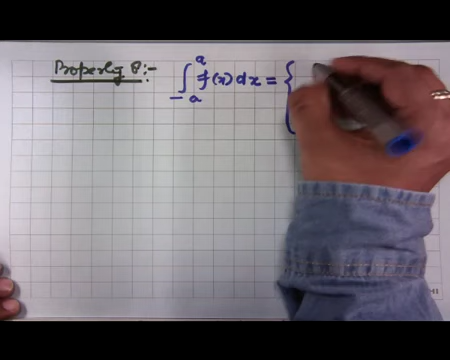 Property 8:-
∫_{-a}^{a} f(x) dx = {